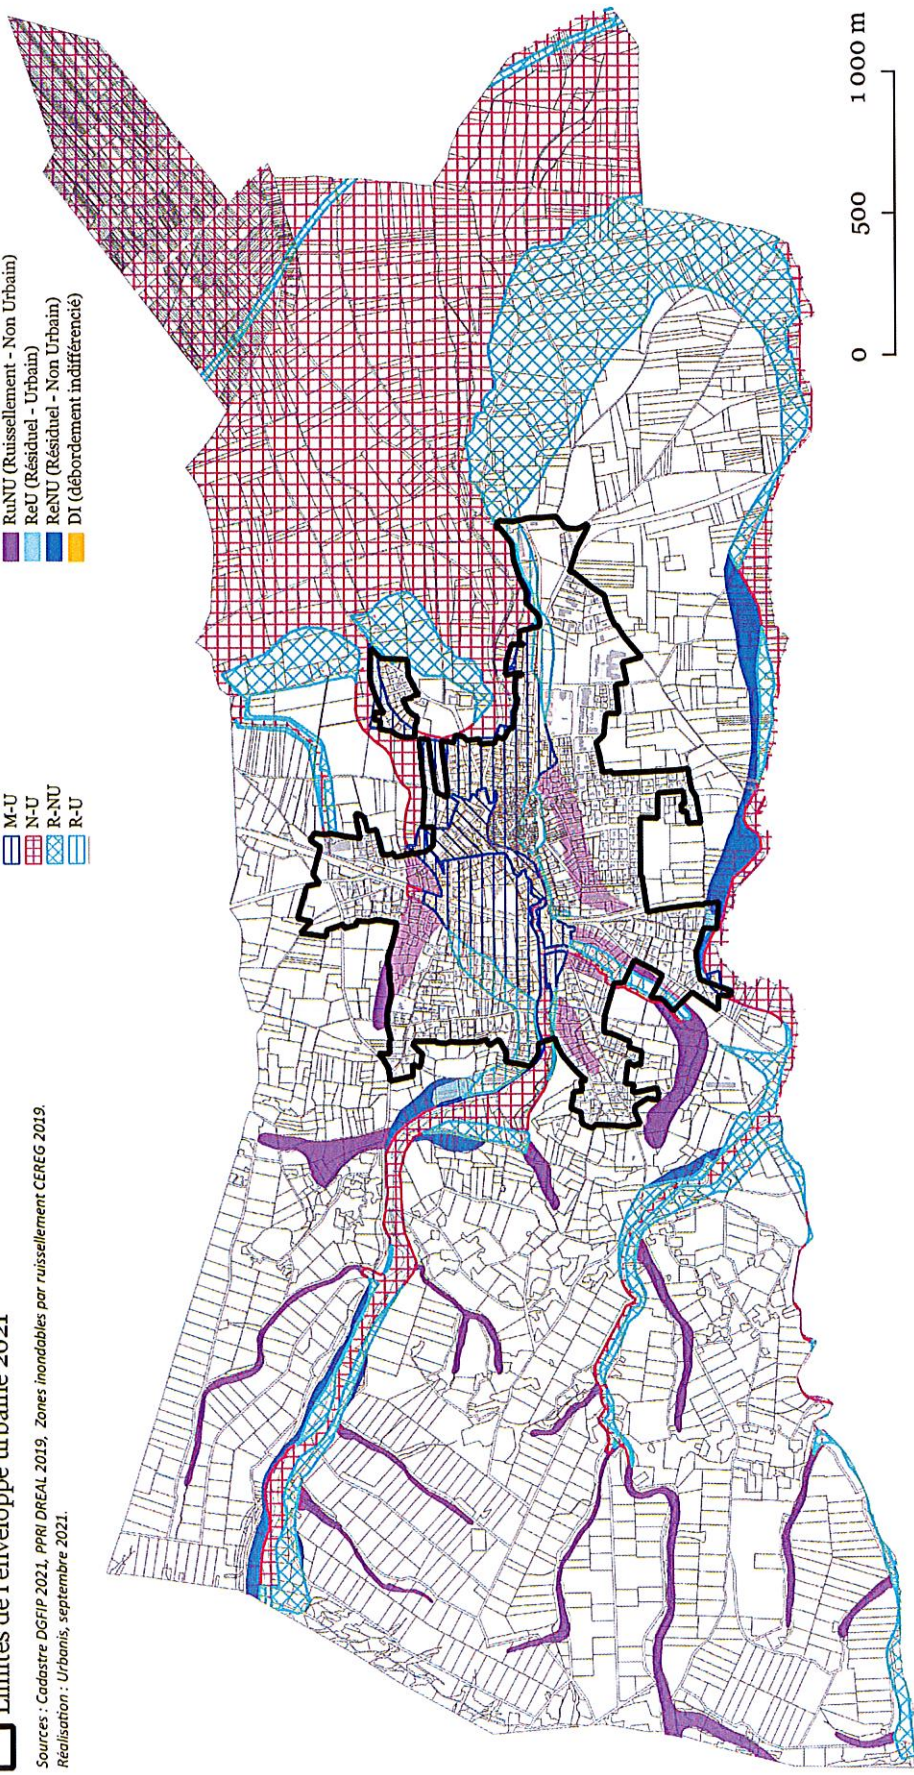 Limites de l'enveloppe urbaine 2021
Sources : Cadastre DGFIP 2021, PPRI DREAL 2019, Zones inondables par ruissellement CEREG 2019.
Réalisation : Urbanis, septembre 2021.
M-U
N-U
R-NU
R-U
RuNU (Ruissellement - Non Urbain)
ReU (Résiduel - Urbain)
ReNU (Résiduel - Non Urbain)
DI (débordement indifférencié)
0 500 1 000 m